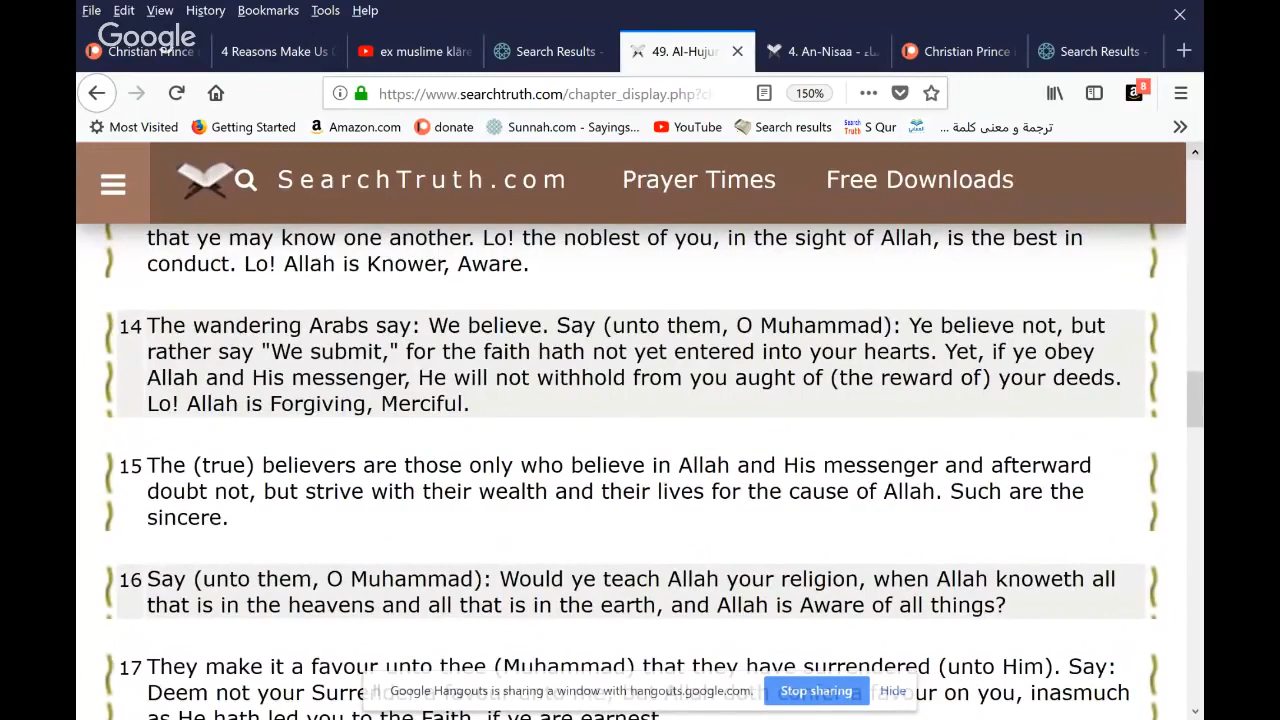 File Edit View History Bookmarks Tools Help
Google
Christian Prince
4 Reasons Make Us
ex muslime kläre
Search Results
49. Al-Hujur
4. An-Nisaa -
Christian Prince
Search Results
https://www.searchtruth.com/chapter_display.php?c
150%
8
Most Visited Getting Started Amazon.com donate Sunnah.com - Sayings... YouTube Search results S Qur ترجمة و معنى كلمة ...
SearchTruth.com Prayer Times Free Downloads
that ye may know one another. Lo! the noblest of you, in the sight of Allah, is the best in
conduct. Lo! Allah is Knower, Aware.
14 The wandering Arabs say: We believe. Say (unto them, O Muhammad): Ye believe not, but
rather say "We submit," for the faith hath not yet entered into your hearts. Yet, if ye obey
Allah and His messenger, He will not withhold from you aught of (the reward of) your deeds.
Lo! Allah is Forgiving, Merciful.
15 The (true) believers are those only who believe in Allah and His messenger and afterward
doubt not, but strive with their wealth and their lives for the cause of Allah. Such are the
sincere.
16 Say (unto them, O Muhammad): Would ye teach Allah your religion, when Allah knoweth all
that is in the heavens and all that is in the earth, and Allah is Aware of all things?
17 They make it a favour unto thee (Muhammad) that they have surrendered (unto Him). Say:
Deem not your Surre
our on you, inasmuch
as He hath led you to the Faith, if ye are earnest.
Google Hangouts is sharing a window with hangouts.google.com. Stop sharing Hide